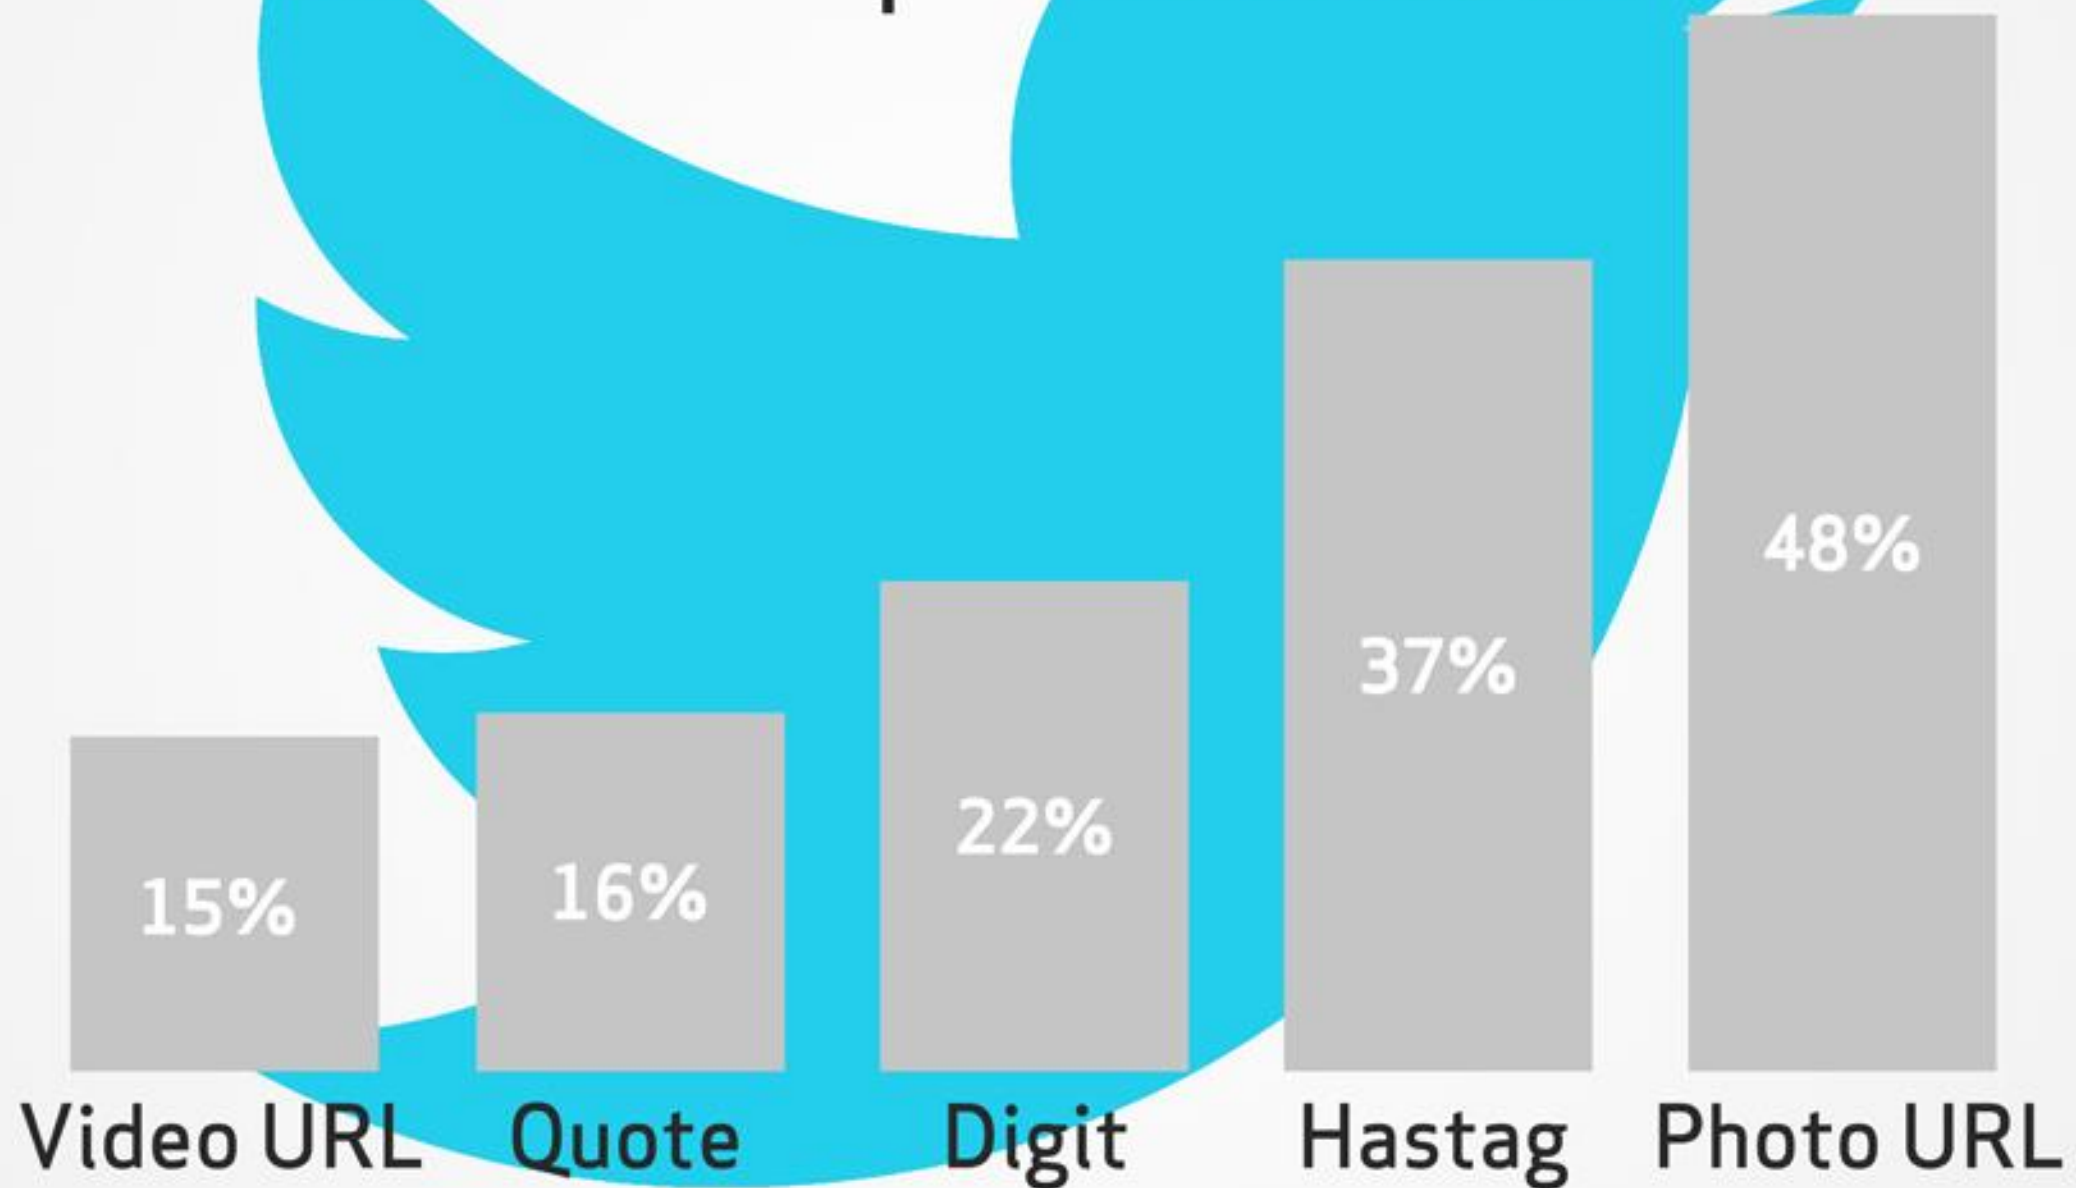 15%
16%
22%
37%
48%
Video URL
Quote
Digit
Hastag
Photo URL